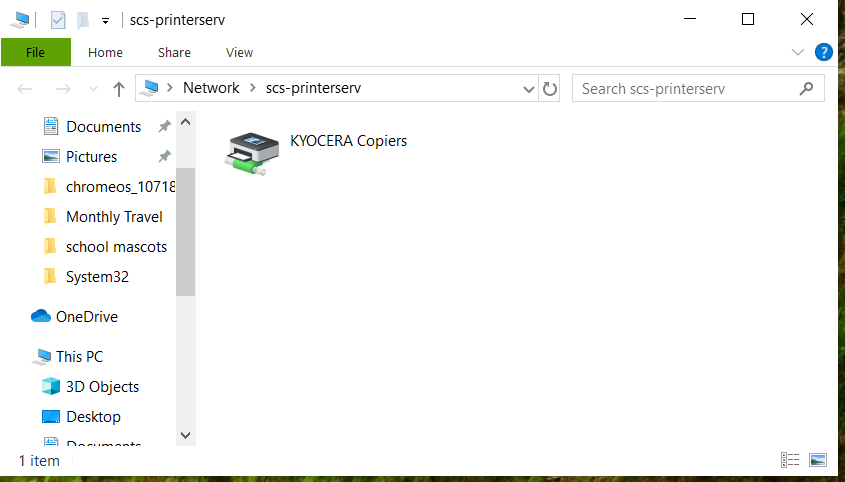 scs-printerserv
File Home Share View
?
Network scs-printerserv
Search scs-printerserv
Documents
Pictures
chromeos_10718
Monthly Travel
school mascots
System32
OneDrive
This PC
3D Objects
Desktop
Documents
KYOCERA Copiers
1 item